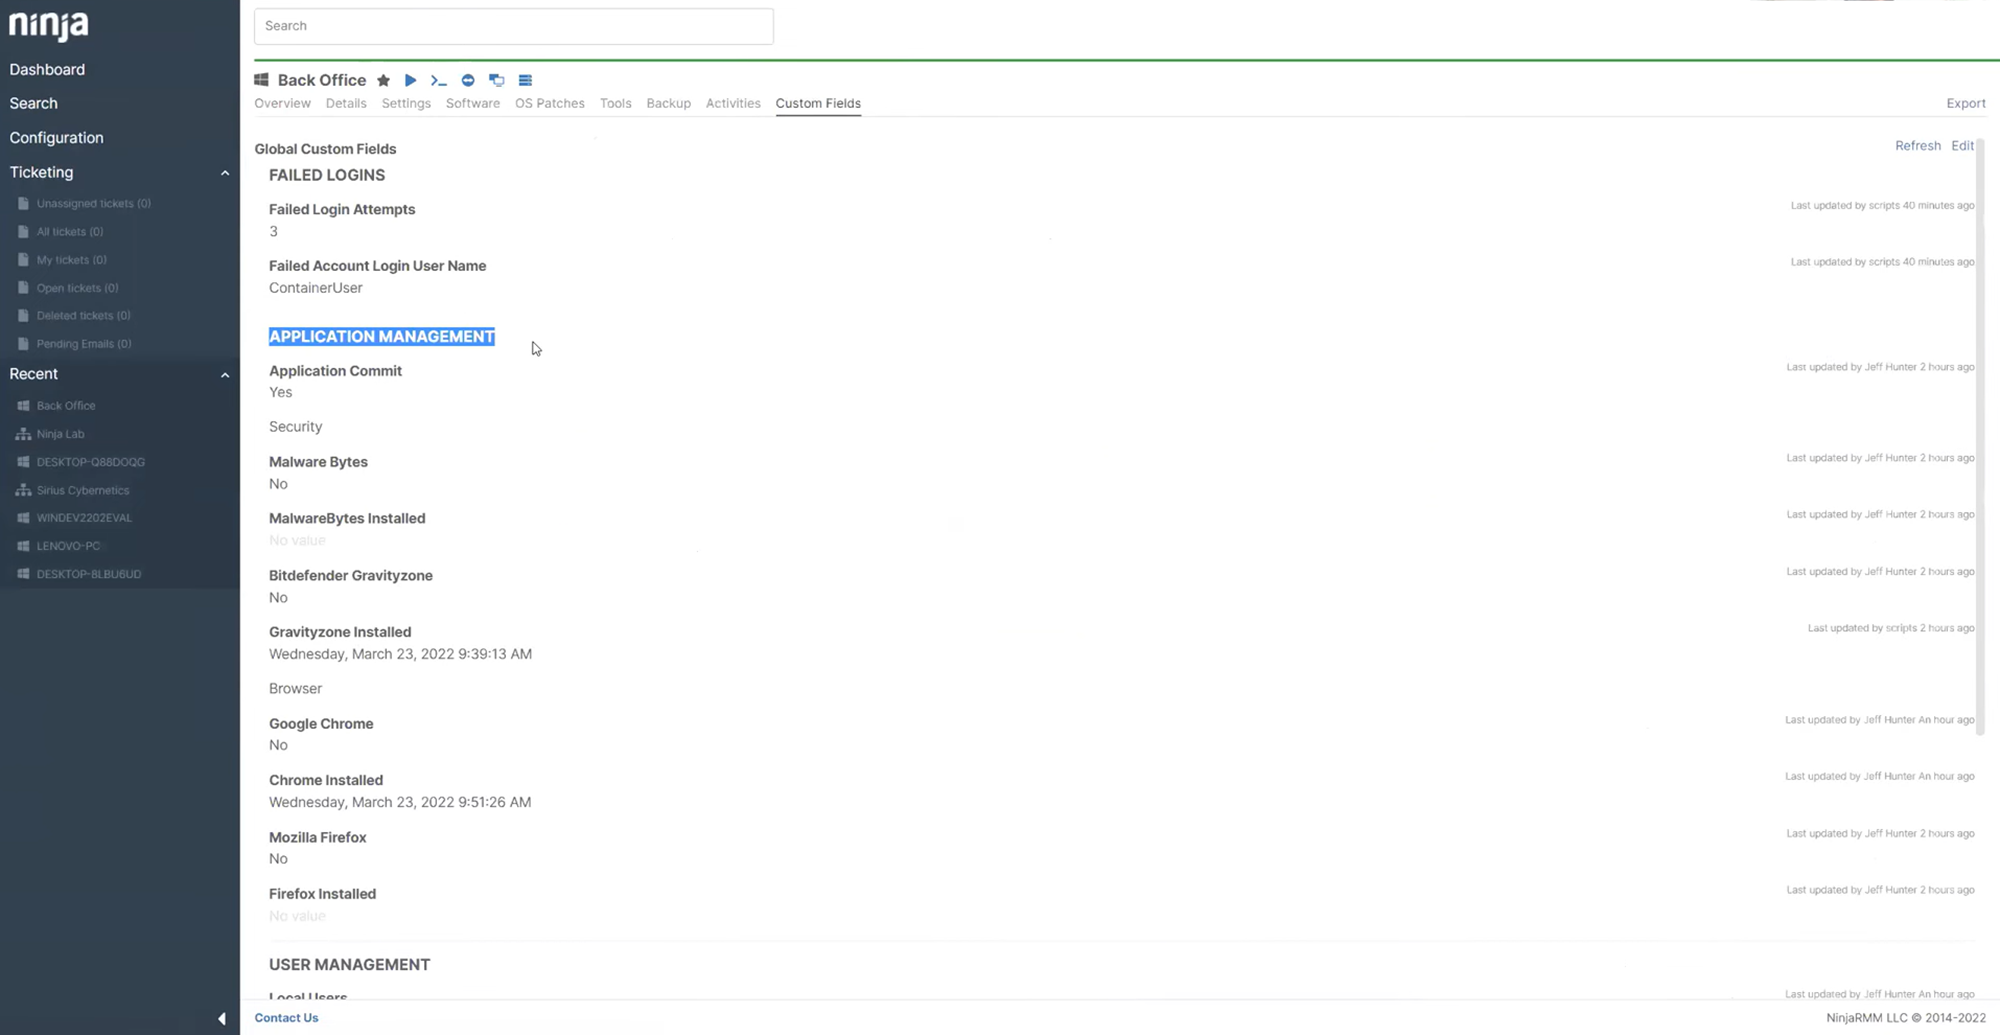 ninja
Dashboard
Search
Configuration
Ticketing
Unassigned tickets (0)
All tickets (0)
My tickets (0)
Open tickets (0)
Deleted tickets (0)
Pending Emails (0)
Recent
Back Office
Ninja Lab
DESKTOP-Q88DOQG
Sirius Cybernetics
WINDEV2202EVAL
LENOVO-PC
DESKTOP-8LBU6UD
Search
Back Office
Overview Details Settings Software OS Patches Tools Backup Activities Custom Fields Export
Global Custom Fields Refresh Edit
FAILED LOGINS
Failed Login Attempts Last updated by scripts 40 minutes ago
3
Failed Account Login User Name Last updated by scripts 40 minutes ago
ContainerUser
APPLICATION MANAGEMENT
Application Commit Last updated by Jeff Hunter 2 hours ago
Yes
Security
Malware Bytes Last updated by Jeff Hunter 2 hours ago
No
MalwareBytes Installed Last updated by Jeff Hunter 2 hours ago
No value
Bitdefender Gravityzone Last updated by Jeff Hunter 2 hours ago
No
Gravityzone Installed Last updated by scripts 2 hours ago
Wednesday, March 23, 2022 9:39:13 AM
Browser
Google Chrome Last updated by Jeff Hunter An hour ago
No
Chrome Installed Last updated by Jeff Hunter An hour ago
Wednesday, March 23, 2022 9:51:26 AM
Mozilla Firefox Last updated by Jeff Hunter 2 hours ago
No
Firefox Installed Last updated by Jeff Hunter 2 hours ago
No value
USER MANAGEMENT
Local Users Last updated by Jeff Hunter An hour ago
Contact Us NinjaRMM LLC © 2014-2022